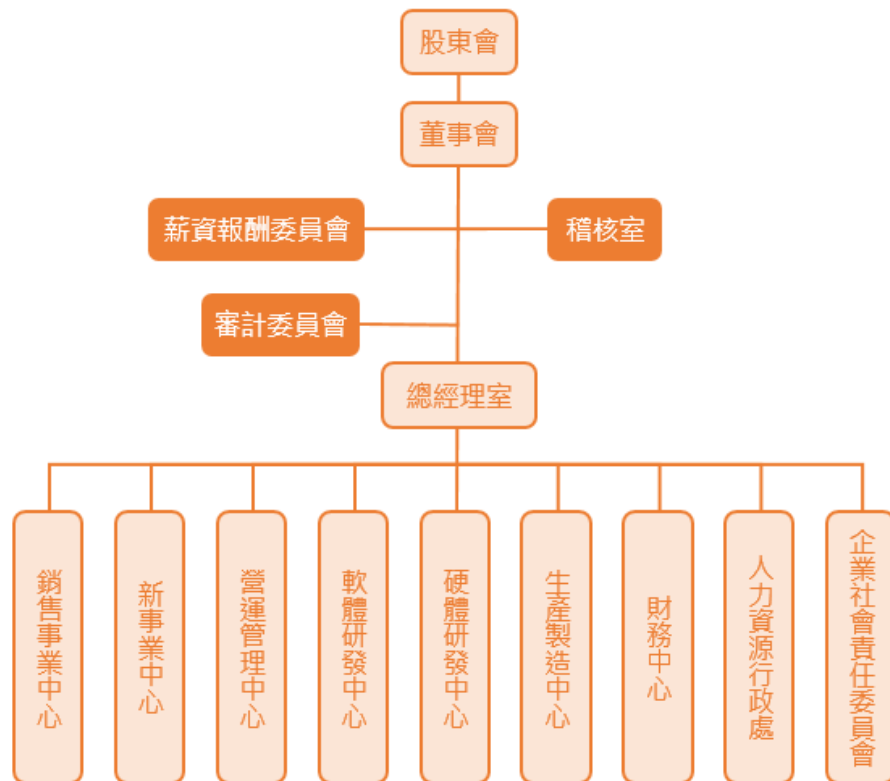 股東會
董事會
薪資報酬委員會
稽核室
審計委員會
總經理室
銷售事業中心
新事業中心
營運管理中心
軟體研發中心
硬體研發中心
生產製造中心
財務中心
人力資源行政處
企業社會責任委員會